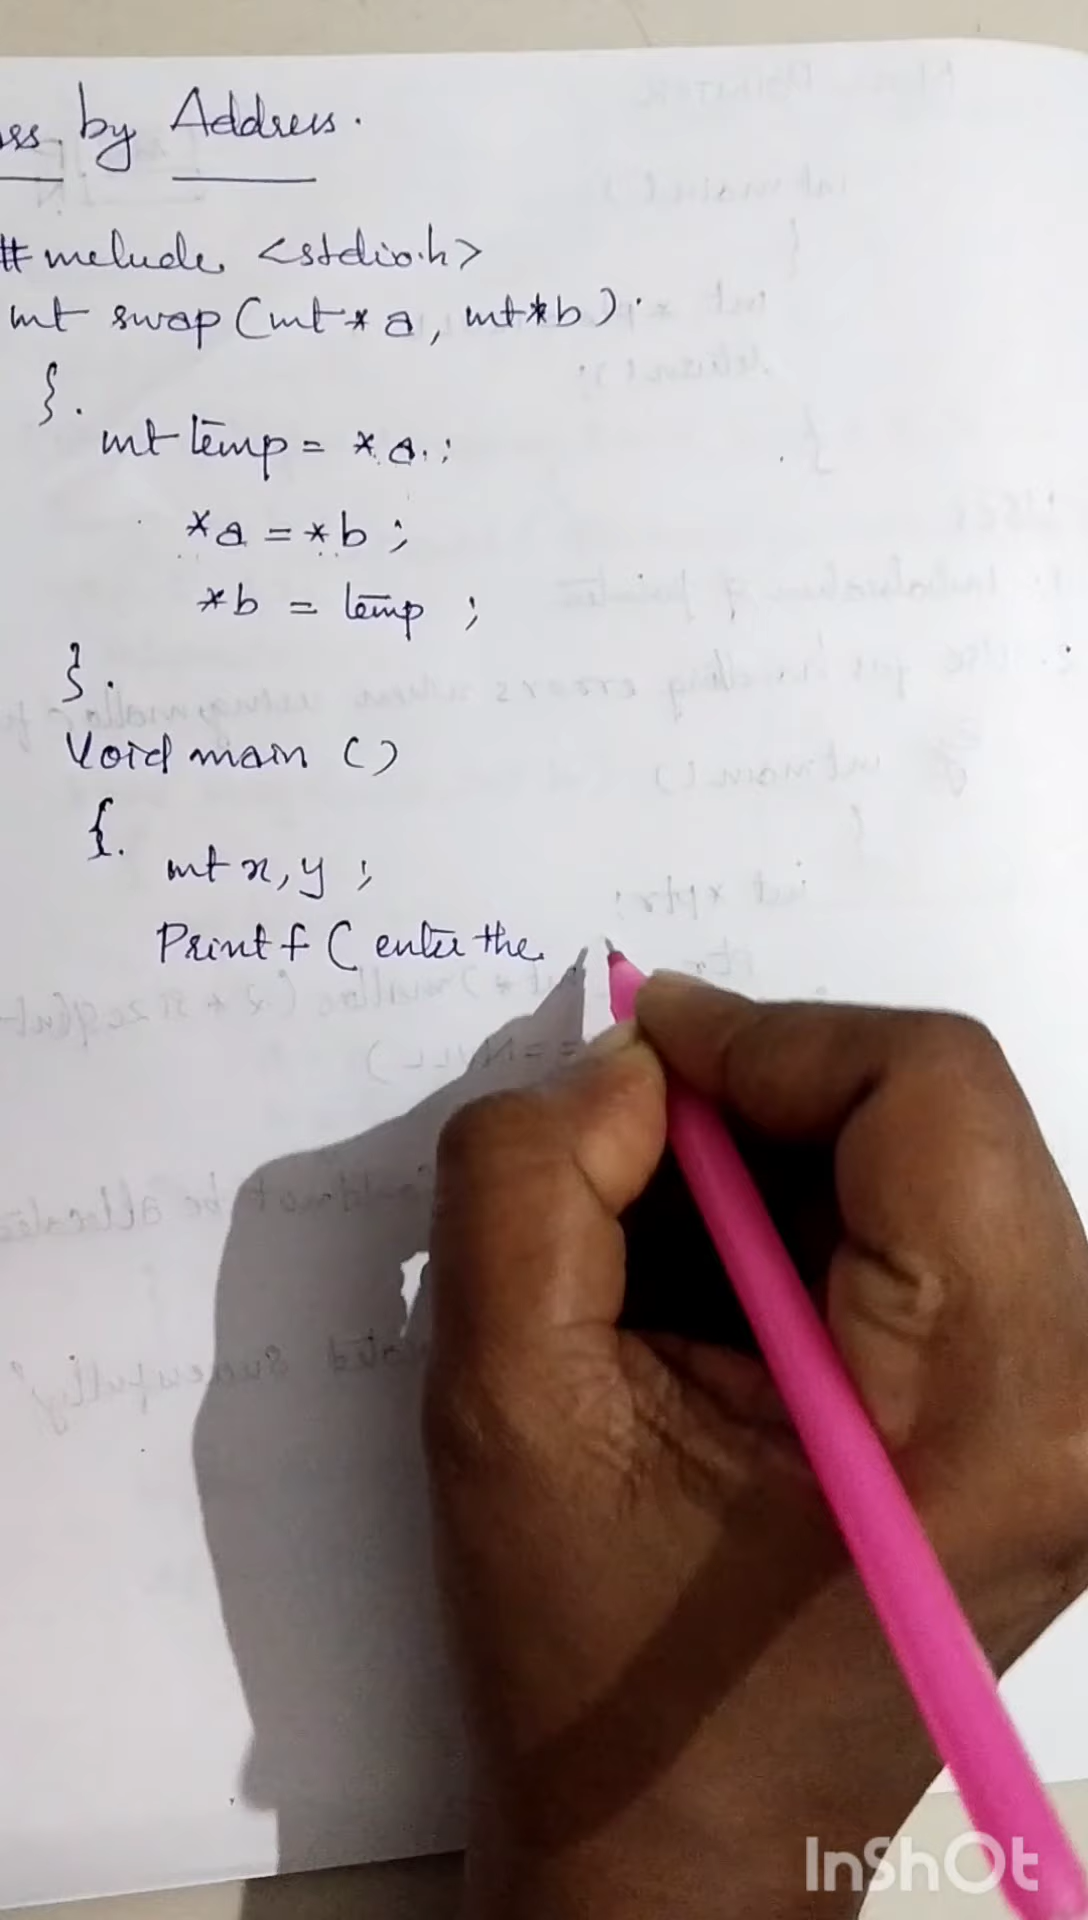 ss by Address.
#include <stdio.h>
int swap (int * a, int * b).
}.
int temp = *a.;
*a = *b ;
*b = temp ;
}.
Void main ()
{.
int x, y ;
Printf ( enter the
InShOt